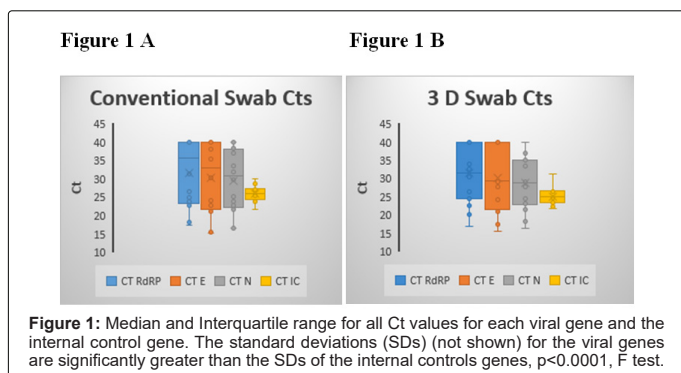 Figure 1 A
Figure 1 B
Conventional Swab Cts
45
40
35
30
25
20
15
10
Ct
CT RdRP CT E CT N CT IC
3 D Swab Cts
45
40
35
30
25
20
15
10
Ct
CT RdRP CT E CT N CT IC
Figure 1: Median and Interquartile range for all Ct values for each viral gene and the
internal control gene. The standard deviations (SDs) (not shown) for the viral genes
are significantly greater than the SDs of the internal controls genes, p<0.0001, F test.